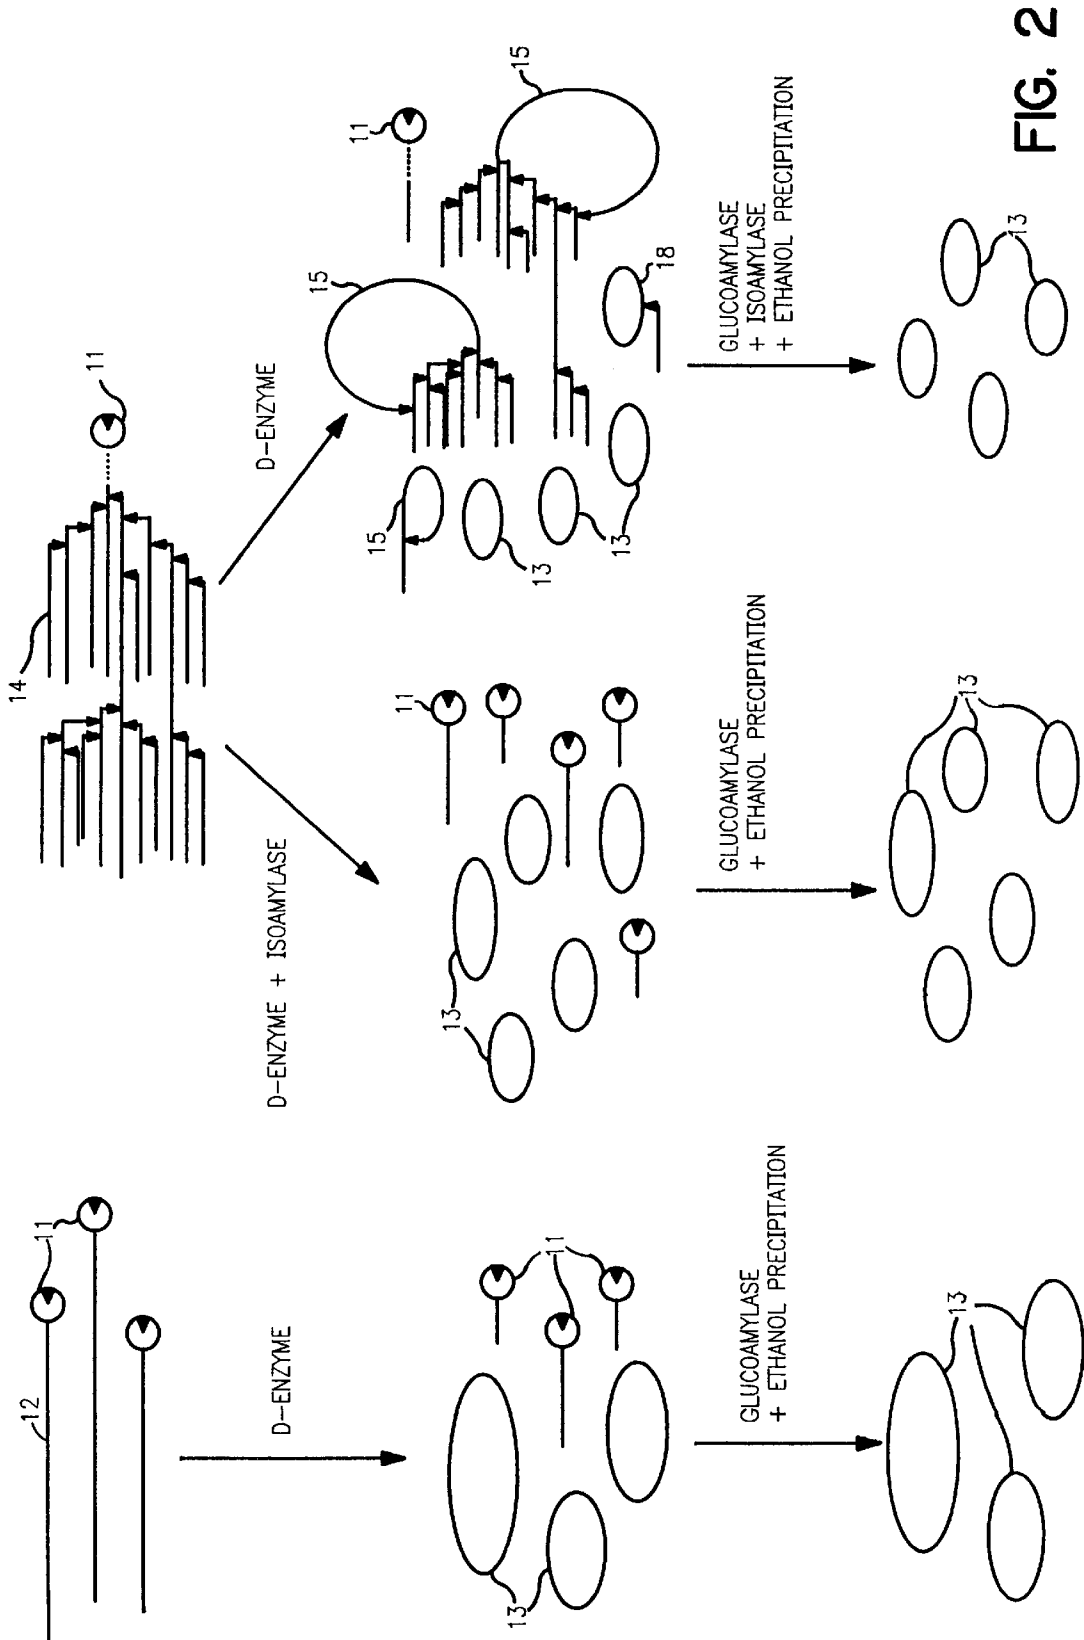 12
11
D-ENZYME
13
11
GLUCOAMYLASE
+ ETHANOL PRECIPITATION
13
14
11
D-ENZYME + ISOAMYLASE
13
11
GLUCOAMYLASE
+ ETHANOL PRECIPITATION
13
D-ENZYME
15
15
11
15
13
13
18
GLUCOAMYLASE
+ ISOAMYLASE
+ ETHANOL PRECIPITATION
13
FIG. 2